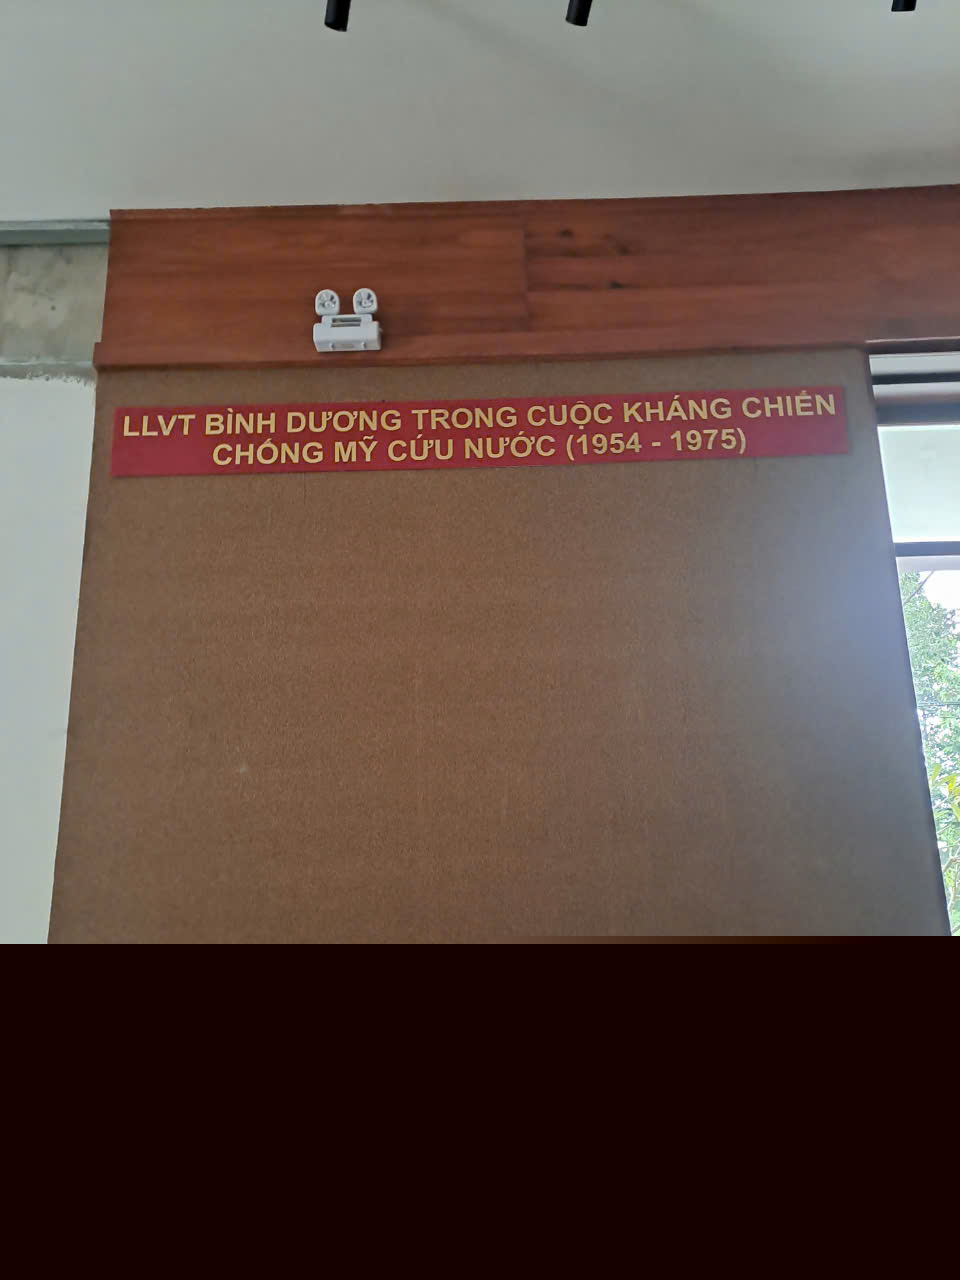 LLVT BÌNH DƯƠNG TRONG CUỘC KHÁNG CHIẾN
CHỐNG MỸ CỨU NƯỚC (1954 - 1975)